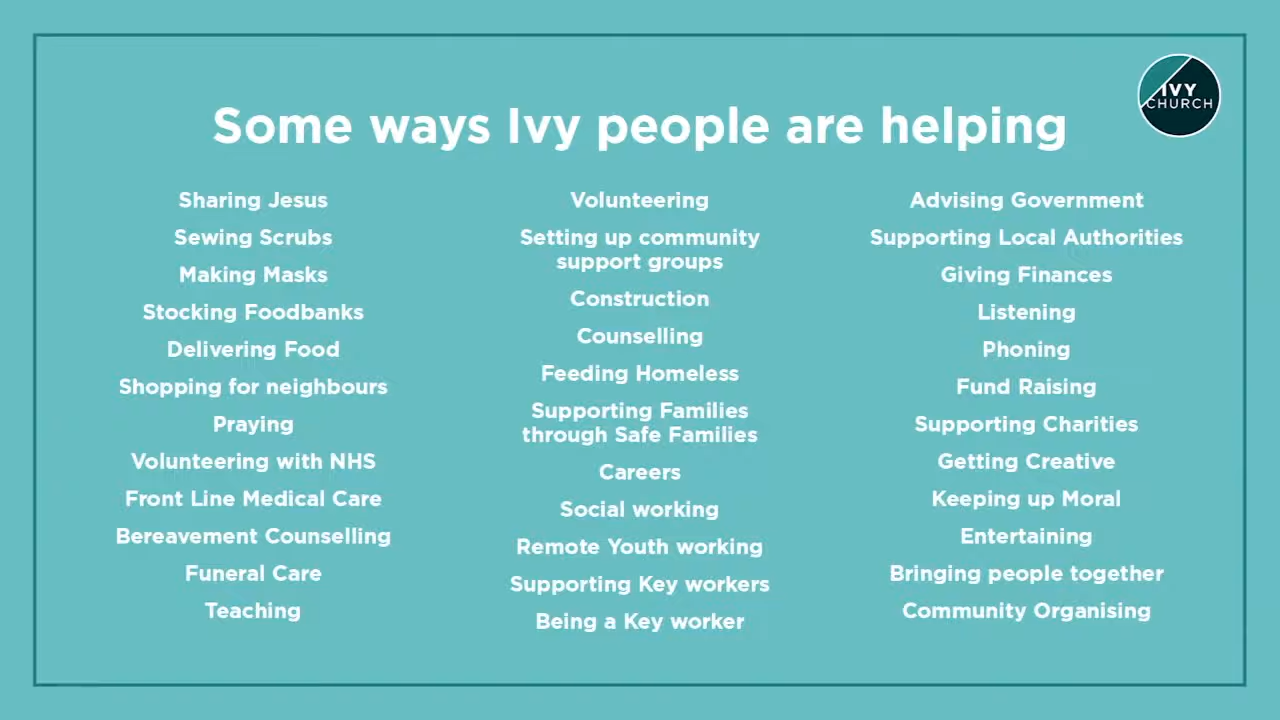 IVY
CHURCH
Some ways Ivy people are helping
Sharing Jesus
Sewing Scrubs
Making Masks
Stocking Foodbanks
Delivering Food
Shopping for neighbours
Praying
Volunteering with NHS
Front Line Medical Care
Bereavement Counselling
Funeral Care
Teaching
Volunteering
Setting up community
support groups
Construction
Counselling
Feeding Homeless
Supporting Families
through Safe Families
Careers
Social working
Remote Youth working
Supporting Key workers
Being a Key worker
Advising Government
Supporting Local Authorities
Giving Finances
Listening
Phoning
Fund Raising
Supporting Charities
Getting Creative
Keeping up Moral
Entertaining
Bringing people together
Community Organising